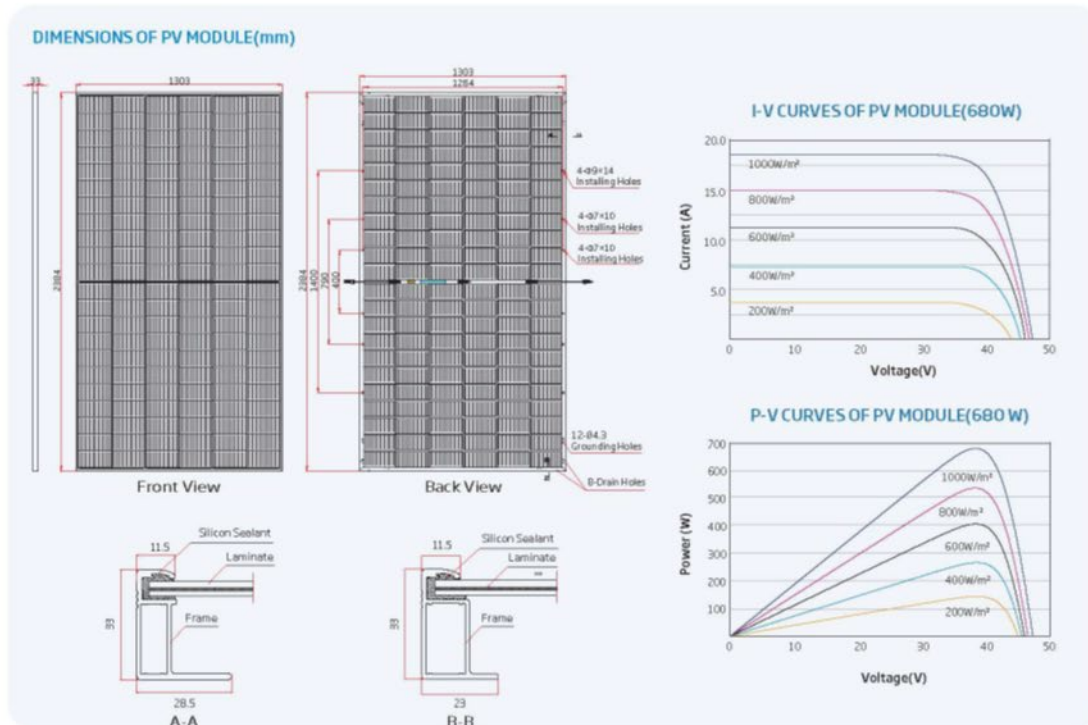 DIMENSIONS OF PV MODULE(mm)
33
1303
2384
Front View
1303
1284
2384
1400
790
400
4-Ø9×14
Installing Holes
4-Ø7×10
Installing Holes
4-Ø7×10
Installing Holes
12-Ø4.3
Grounding Holes
8-Drain Holes
Back View
Silicon Sealant
11.5
Laminate
Frame
33
28.5
A-A
Silicon Sealant
11.5
Laminate
Frame
33
23
B-B
I-V CURVES OF PV MODULE(680W)
Current (A)
20.0
15.0
10.0
5.0
1000W/m²
800W/m²
600W/m²
400W/m²
200W/m²
0 10 20 30 40 50
Voltage(V)
P-V CURVES OF PV MODULE(680 W)
Power (W)
700
600
500
400
300
200
100
1000W/m²
800W/m²
600W/m²
400W/m²
200W/m²
0 10 20 30 40 50
Voltage(V)